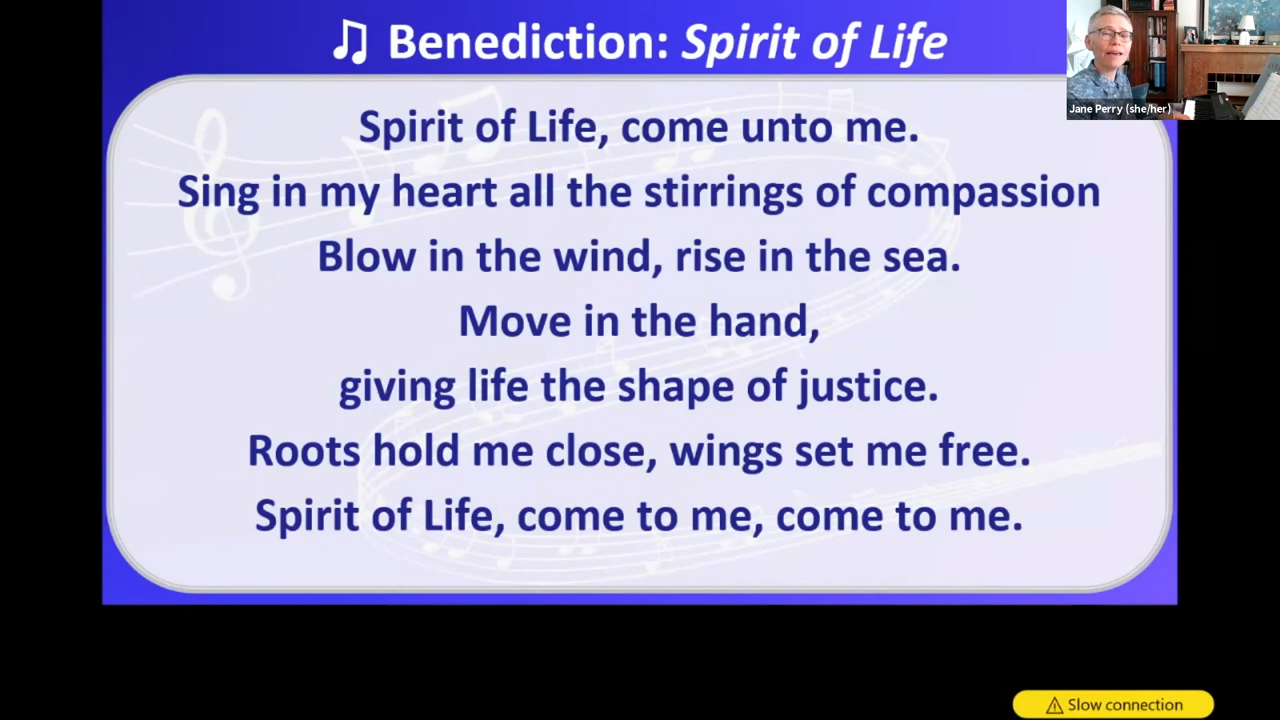 ♫ Benediction: Spirit of Life
Jane Perry (she/her)
Spirit of Life, come unto me.
Sing in my heart all the stirrings of compassion
Blow in the wind, rise in the sea.
Move in the hand,
giving life the shape of justice.
Roots hold me close, wings set me free.
Spirit of Life, come to me, come to me.
Slow connection